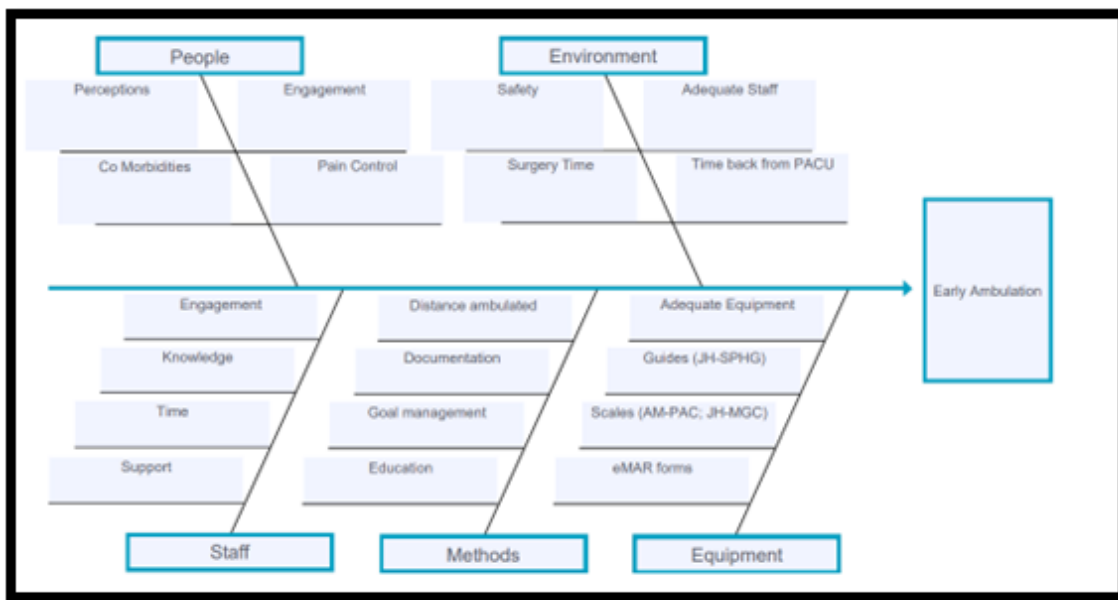 People
Environment
Perceptions
Engagement
Safety
Adequate Staff
Co Morbidities
Pain Control
Surgery Time
Time back from PACU
Early Ambulation
Engagement
Distance ambulated
Adequate Equipment
Knowledge
Documentation
Guides (JH-SPHG)
Time
Goal management
Scales (AM-PAC; JH-MGC)
Support
Education
eMAR forms
Staff
Methods
Equipment